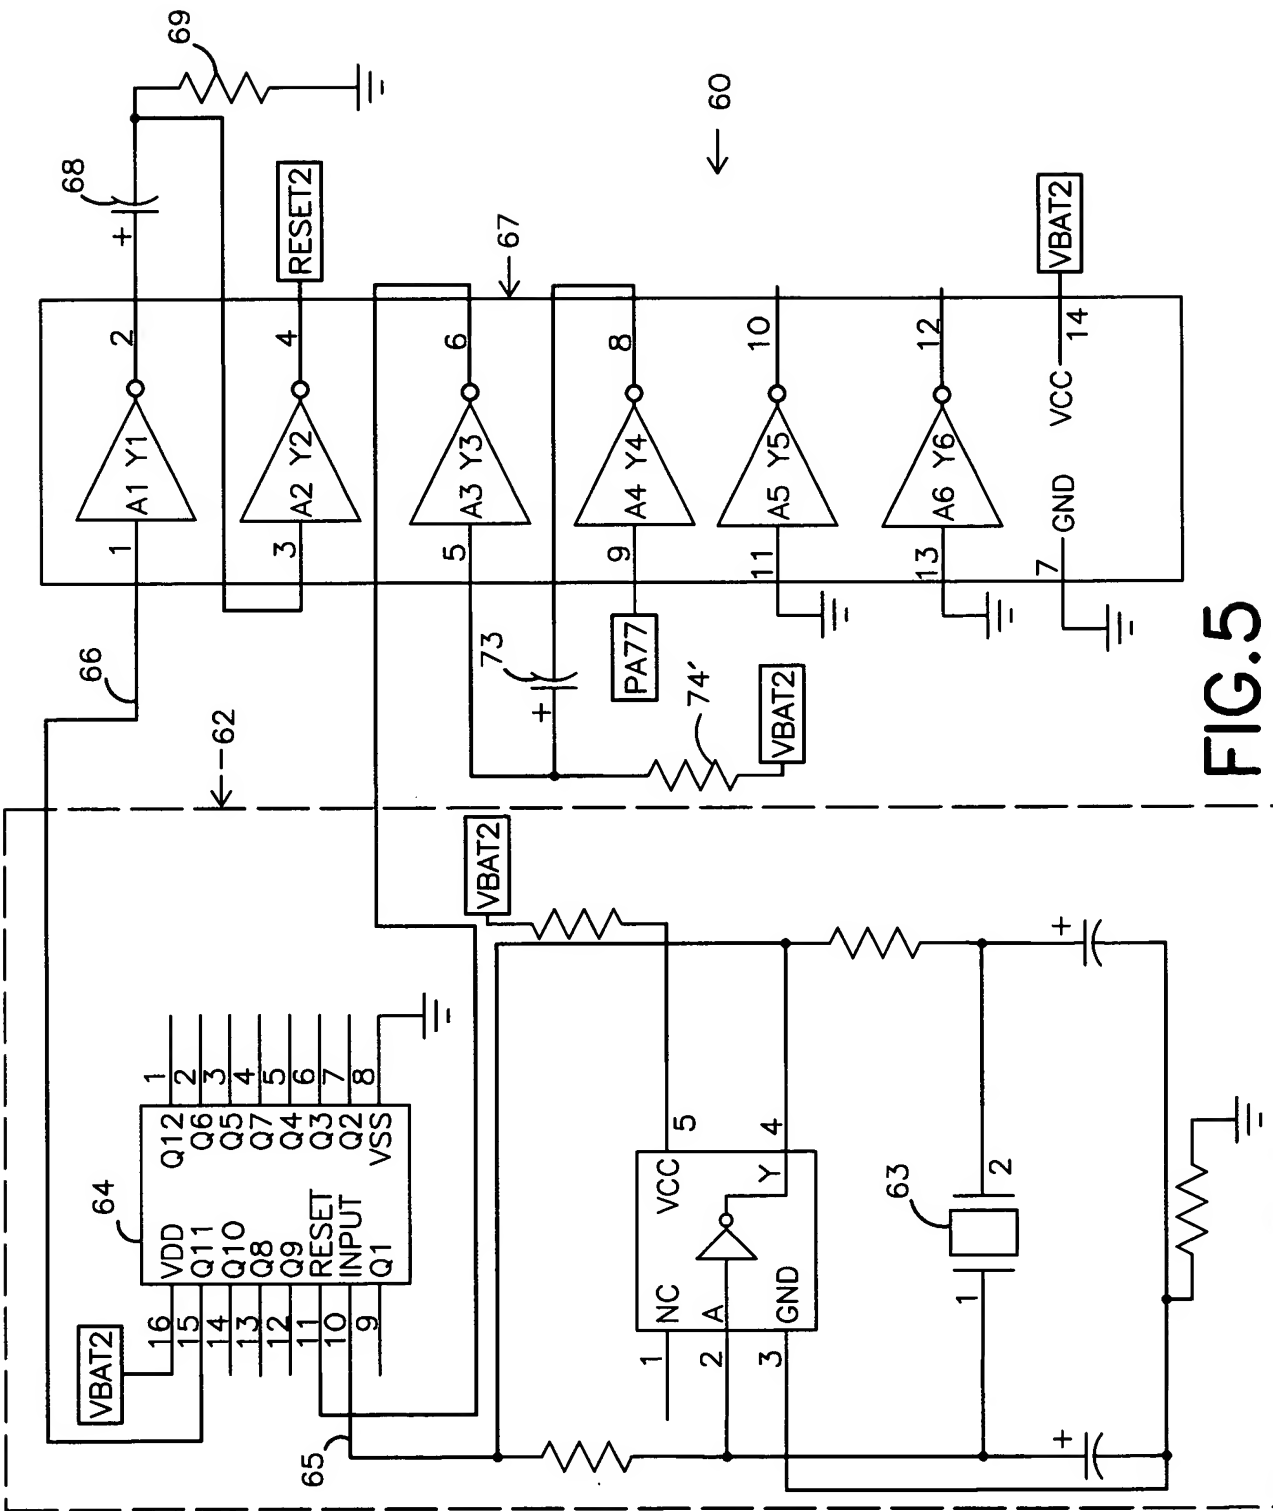 69
68
+
RESET2
60
67
VBAT2
2
4
6
8
10
12
14
VCC
A1 Y1
A2 Y2
A3 Y3
A4 Y4
A5 Y5
A6 Y6
GND
1
3
5
9
11
13
7
66
73
+
PA77
74'
VBAT2
62
FIG.5
VBAT2
64
1
2
3
4
5
6
7
8
Q12
Q6
Q5
Q7
Q4
Q3
Q2
VSS
VDD
Q11
Q10
Q8
Q9
RESET
INPUT
Q1
VBAT2
16
15
14
13
12
11
10
9
65
5
4
VCC
Y
NC
A
GND
1
2
3
63
2
1
+
+